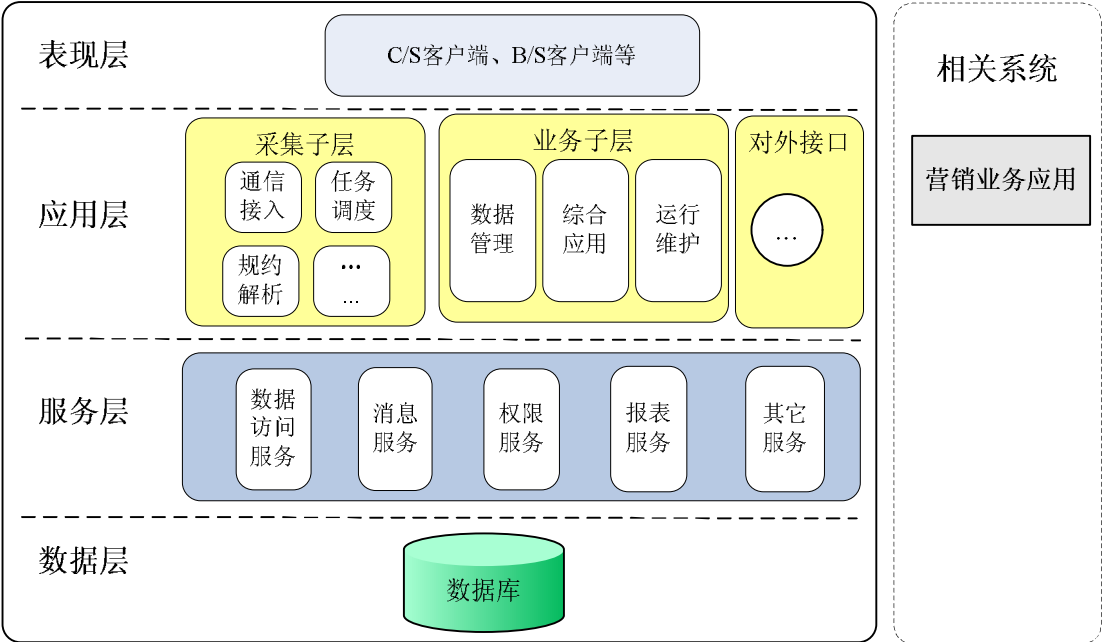 表现层
C/S客户端、B/S客户端等
应用层
采集子层
通信
接入
任务
调度
规约
解析
...
...
业务子层
数据
管理
综合
应用
运行
维护
对外接口
...
服务层
数据
访问
服务
消息
服务
权限
服务
报表
服务
其它
服务
数据层
数据库
相关系统
营销业务应用